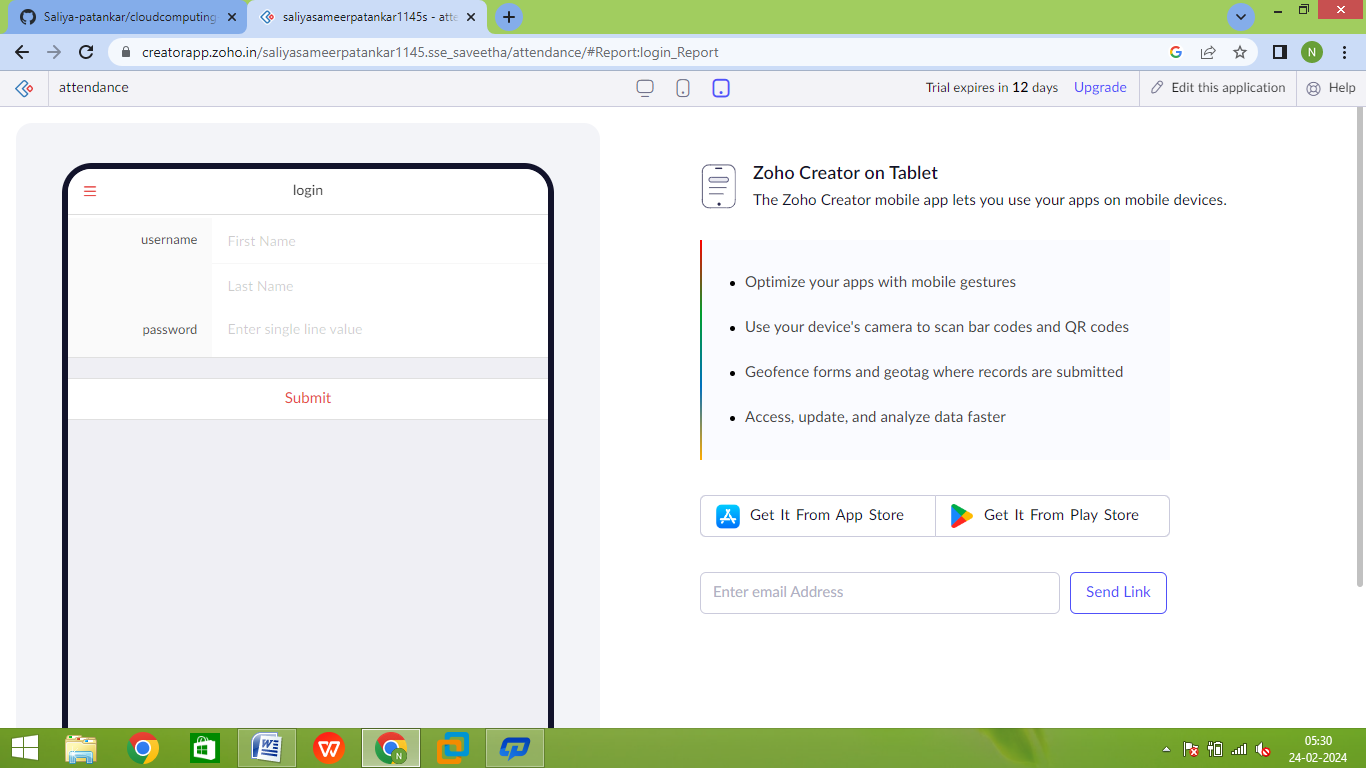 Saliya-patankar/cloudcomputing
saliyasameerpatankar1145s - atte
creatorapp.zoho.in/saliyasameerpatankar1145.sse_saveetha/attendance/#Report:login_Report
N
attendance
Trial expires in 12 days
Upgrade
Edit this application
Help
login
username
First Name
Last Name
password
Enter single line value
Submit
Zoho Creator on Tablet
The Zoho Creator mobile app lets you use your apps on mobile devices.
Optimize your apps with mobile gestures
Use your device's camera to scan bar codes and QR codes
Geofence forms and geotag where records are submitted
Access, update, and analyze data faster
Get It From App Store
Get It From Play Store
Enter email Address
Send Link
05:30
24-02-2024